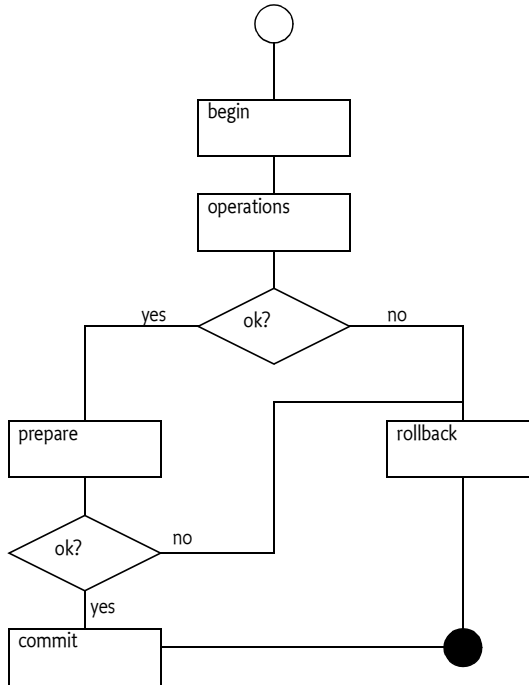 begin
operations
yes
ok?
no
prepare
rollback
ok?
no
yes
commit